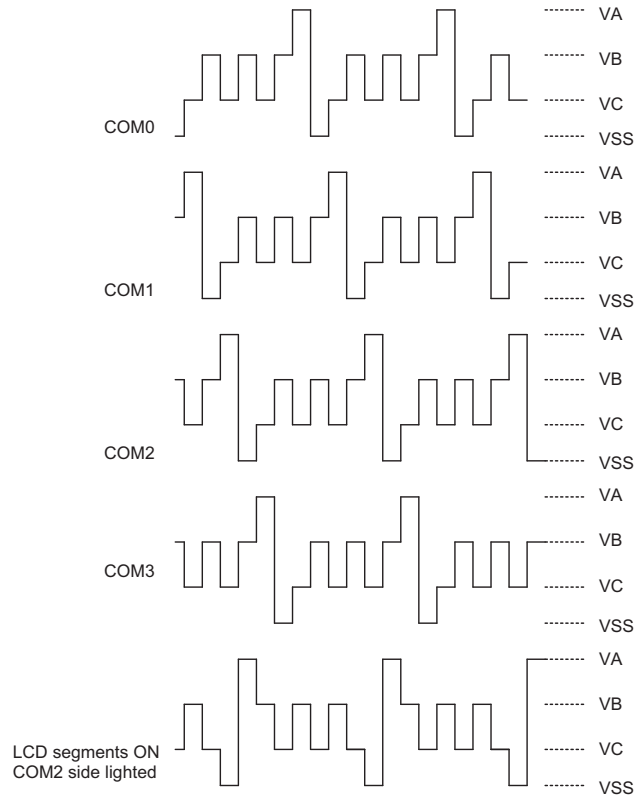 VA
VB
VC
COM0
VSS
VA
VB
VC
COM1
VSS
VA
VB
VC
COM2
VSS
VA
VB
COM3
VC
VSS
VA
VB
LCD segments ON
VC
COM2 side lighted
VSS